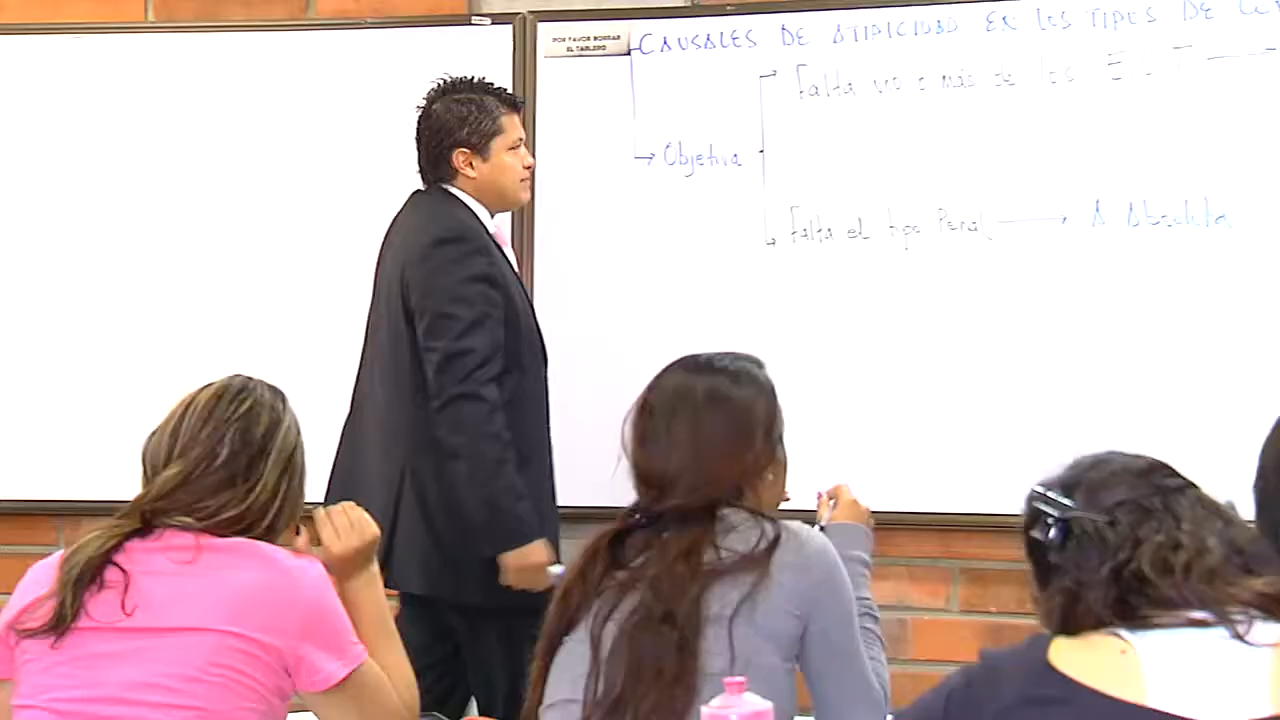 POR FAVOR BORRAR
EL TABLERO
CAUSALES DE ATIPICIDAD EN LOS TIPOS DE
Falta uno o más de los E
Objetiva
Falta el tipo Penal → A Absoluta